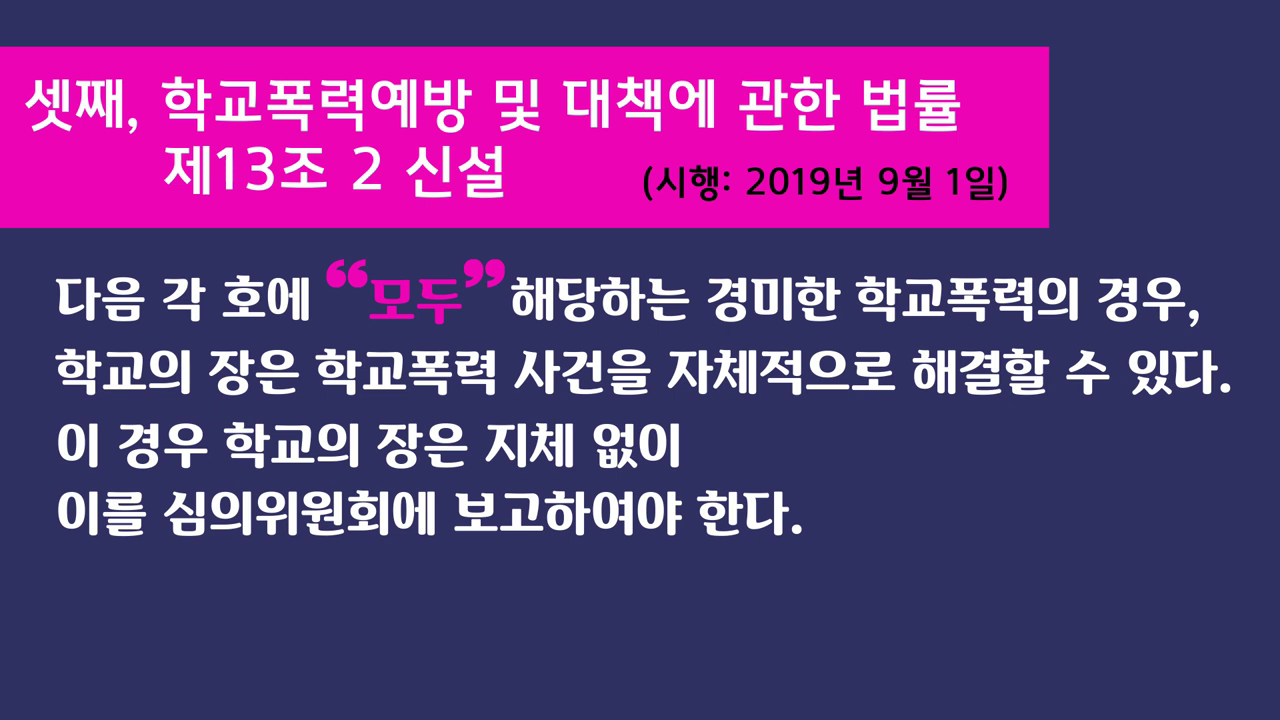 셋째, 학교폭력예방 및 대책에 관한 법률
제13조 2 신설 (시행: 2019년 9월 1일)
다음 각 호에 “모두” 해당하는 경미한 학교폭력의 경우,
학교의 장은 학교폭력 사건을 자체적으로 해결할 수 있다.
이 경우 학교의 장은 지체 없이
이를 심의위원회에 보고하여야 한다.